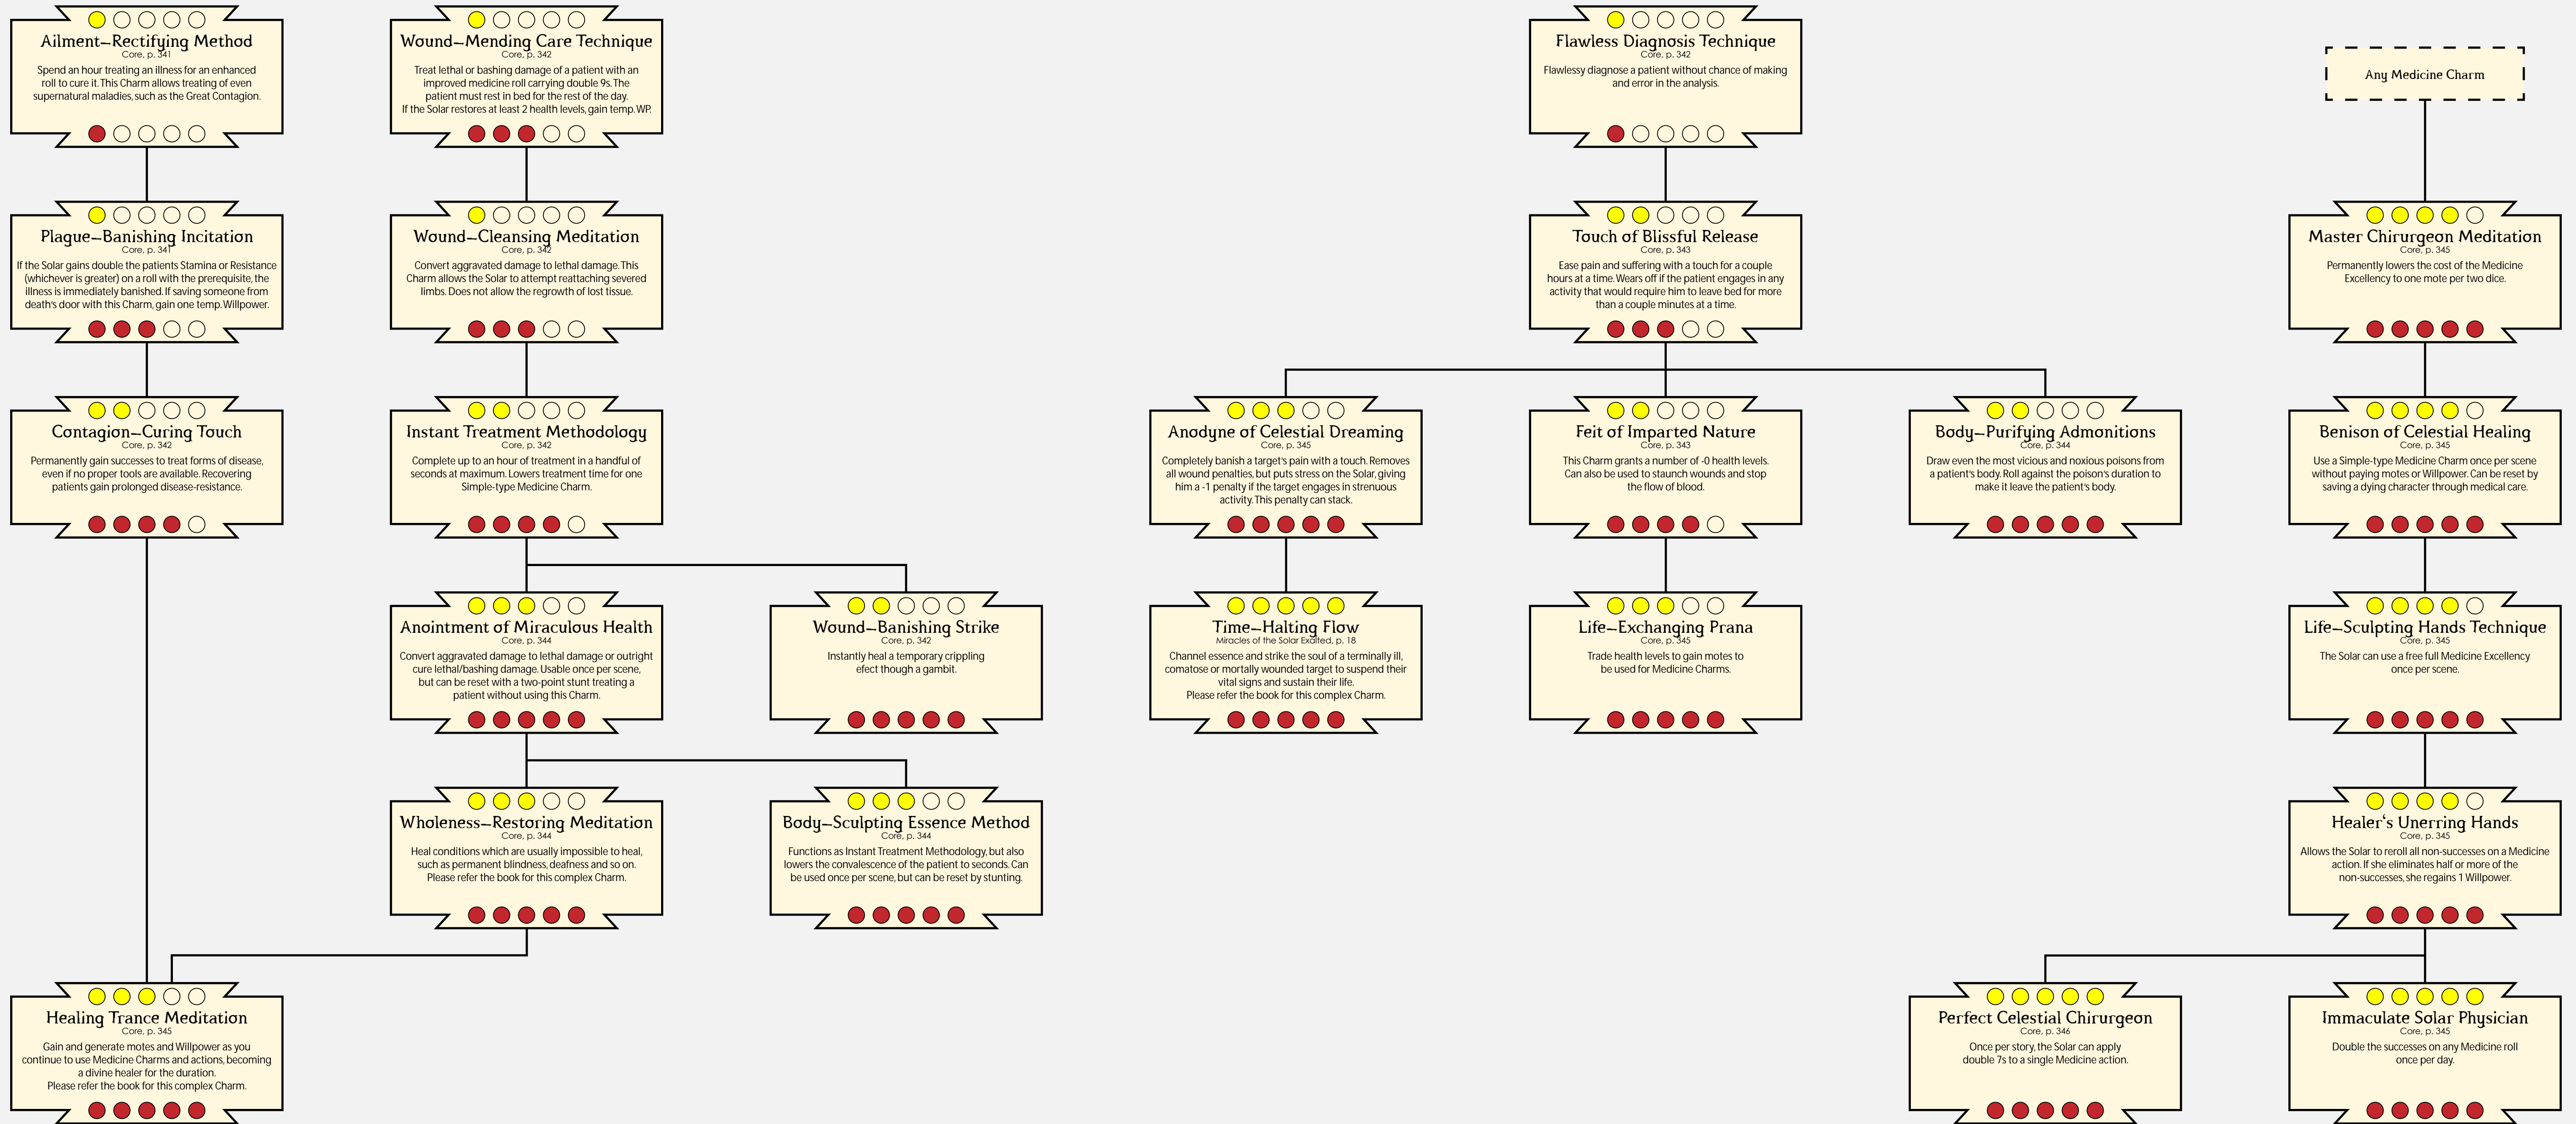 Ailment–Rectifying Method
Core, p. 341
Spend an hour treating an illness for an enhanced
roll to cure it. This Charm allows treating of even
supernatural maladies, such as the Great Contagion.
Wound–Mending Care Technique
Core, p. 342
Treat lethal or bashing damage of a patient with an
improved medicine roll carrying double 9s. The
patient must rest in bed for the rest of the day.
If the Solar restores at least 2 health levels, gain temp. WP.
Flawless Diagnosis Technique
Core, p. 342
Flawlessy diagnose a patient without chance of making
and error in the analysis.
Any Medicine Charm
Plague–Banishing Incitation
Core, p. 341
If the Solar gains double the patients Stamina or Resistance
(whichever is greater) on a roll with the prerequisite, the
illness is immediately banished. If saving someone from
death's door with this Charm, gain one temp. Willpower.
Wound–Cleansing Meditation
Core, p. 342
Convert aggravated damage to lethal damage. This
Charm allows the Solar to attempt reattaching severed
limbs. Does not allow the regrowth of lost tissue.
Touch of Blissful Release
Core, p. 343
Ease pain and suffering with a touch for a couple
hours at a time. Wears off if the patient engages in any
activity that would require him to leave bed for more
than a couple minutes at a time.
Master Chirurgeon Meditation
Core, p. 345
Permanently lowers the cost of the Medicine
Excellency to one mote per two dice.
Contagion–Curing Touch
Core, p. 342
Permanently gain successes to treat forms of disease,
even if no proper tools are available. Recovering
patients gain prolonged disease-resistance.
Instant Treatment Methodology
Core, p. 342
Complete up to an hour of treatment in a handful of
seconds at maximum. Lowers treatment time for one
Simple-type Medicine Charm.
Anodyne of Celestial Dreaming
Core, p. 345
Completely banish a target's pain with a touch. Removes
all wound penalties, but puts stress on the Solar, giving
him a -1 penalty if the target engages in strenuous
activity. This penalty can stack.
Feit of Imparted Nature
Core, p. 343
This Charm grants a number of -0 health levels.
Can also be used to staunch wounds and stop
the flow of blood.
Body–Purifying Admonitions
Core, p. 344
Draw even the most vicious and noxious poisons from
a patient's body. Roll against the poison's duration to
make it leave the patient's body.
Benison of Celestial Healing
Core, p. 345
Use a Simple-type Medicine Charm once per scene
without paying motes or Willpower. Can be reset by
saving a dying character through medical care.
Anointment of Miraculous Health
Core, p. 344
Convert aggravated damage to lethal damage or outright
cure lethal/bashing damage. Usable once per scene,
but can be reset with a two-point stunt treating a
patient without using this Charm.
Wound–Banishing Strike
Core, p. 342
Instantly heal a temporary crippling
efect though a gambit.
Time–Halting Flow
Miracles of the Solar Exalted, p. 18
Channel essence and strike the soul of a terminally ill,
comatose or mortally wounded target to suspend their
vital signs and sustain their life.
Please refer the book for this complex Charm.
Life–Exchanging Prana
Core, p. 345
Trade health levels to gain motes to
be used for Medicine Charms.
Life–Sculpting Hands Technique
Core, p. 345
The Solar can use a free full Medicine Excellency
once per scene.
Wholeness–Restoring Meditation
Core, p. 344
Heal conditions which are usually impossible to heal,
such as permanent blindness, deafness and so on.
Please refer the book for this complex Charm.
Body–Sculpting Essence Method
Core, p. 344
Functions as Instant Treatment Methodology, but also
lowers the convalescence of the patient to seconds. Can
be used once per scene, but can be reset by stunting.
Healer's Unerring Hands
Core, p. 345
Allows the Solar to reroll all non-successes on a Medicine
action. If she eliminates half or more of the
non-successes, she regains 1 Willpower.
Healing Trance Meditation
Core, p. 345
Gain and generate motes and Willpower as you
continue to use Medicine Charms and actions, becoming
a divine healer for the duration.
Please refer the book for this complex Charm.
Perfect Celestial Chirurgeon
Core, p. 346
Once per story, the Solar can apply
double 7s to a single Medicine action.
Immaculate Solar Physician
Core, p. 345
Double the successes on any Medicine roll
once per day.